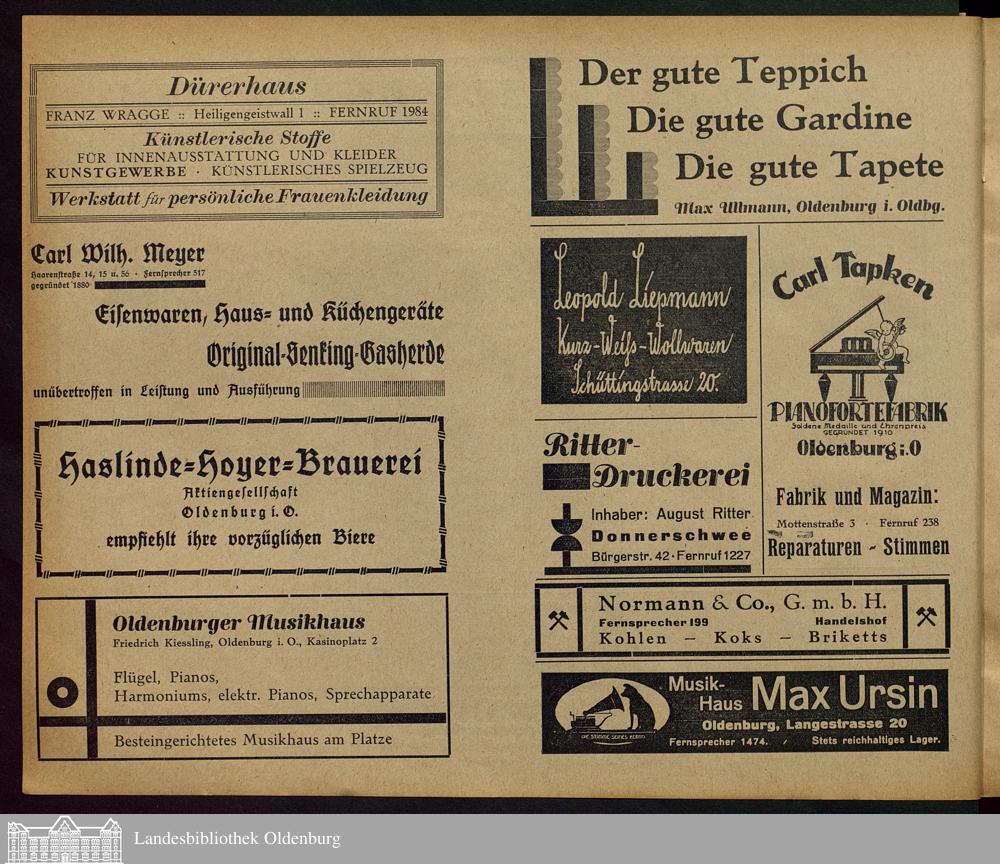 Dürerhaus
FRANZ WRAGGE :: Heiligengeistwall 1 :: FERNRUF 1984
Künstlerische Stoffe
FÜR INNENAUSSTATTUNG UND KLEIDER
KUNSTGEWERBE · KÜNSTLERISCHES SPIELZEUG
Werkstatt für persönliche Frauenkleidung
Carl Wilh. Meyer
Haarenstraße 14, 15 u. 56 · Fernsprecher 517
gegründet 1880
Eisenwaren, Haus- und Küchengeräte
Original-Senking-Gasherde
unübertroffen in Leistung und Ausführung
Haslinde-Hoyer-Brauerei
Aktiengesellschaft
Oldenburg i. O.
empfiehlt ihre vorzüglichen Biere
Oldenburger Musikhaus
Friedrich Kiessling, Oldenburg i. O., Kasinoplatz 2
Flügel, Pianos,
Harmoniums, elektr. Pianos, Sprechapparate
Besteingerichtetes Musikhaus am Platze
Der gute Teppich
Die gute Gardine
Die gute Tapete
Max Ullmann, Oldenburg i. Oldbg.
Leopold Liepmann
Kurz-Weiß-Wollwaren
Schüttingstrasse 20.
Carl Tapken
PIANOFORTEFABRIK
Goldene Medaille und Ehrenpreis
GEGRÜNDET 1910
Oldenburg i. O
Fabrik und Magazin:
Mottenstraße 3 · Fernruf 238
Reparaturen - Stimmen
Ritter-
Druckerei
Inhaber: August Ritter
Donnerschwee
Bürgerstr. 42 · Fernruf 1227
Normann & Co., G. m. b. H.
Fernsprecher 199 Handelshof
Kohlen – Koks – Briketts
Musik-
Haus Max Ursin
Oldenburg, Langestrasse 20
Fernsprecher 1474. Stets reichhaltiges Lager.
DIE STIMME SEINES HERRN
Landesbibliothek Oldenburg